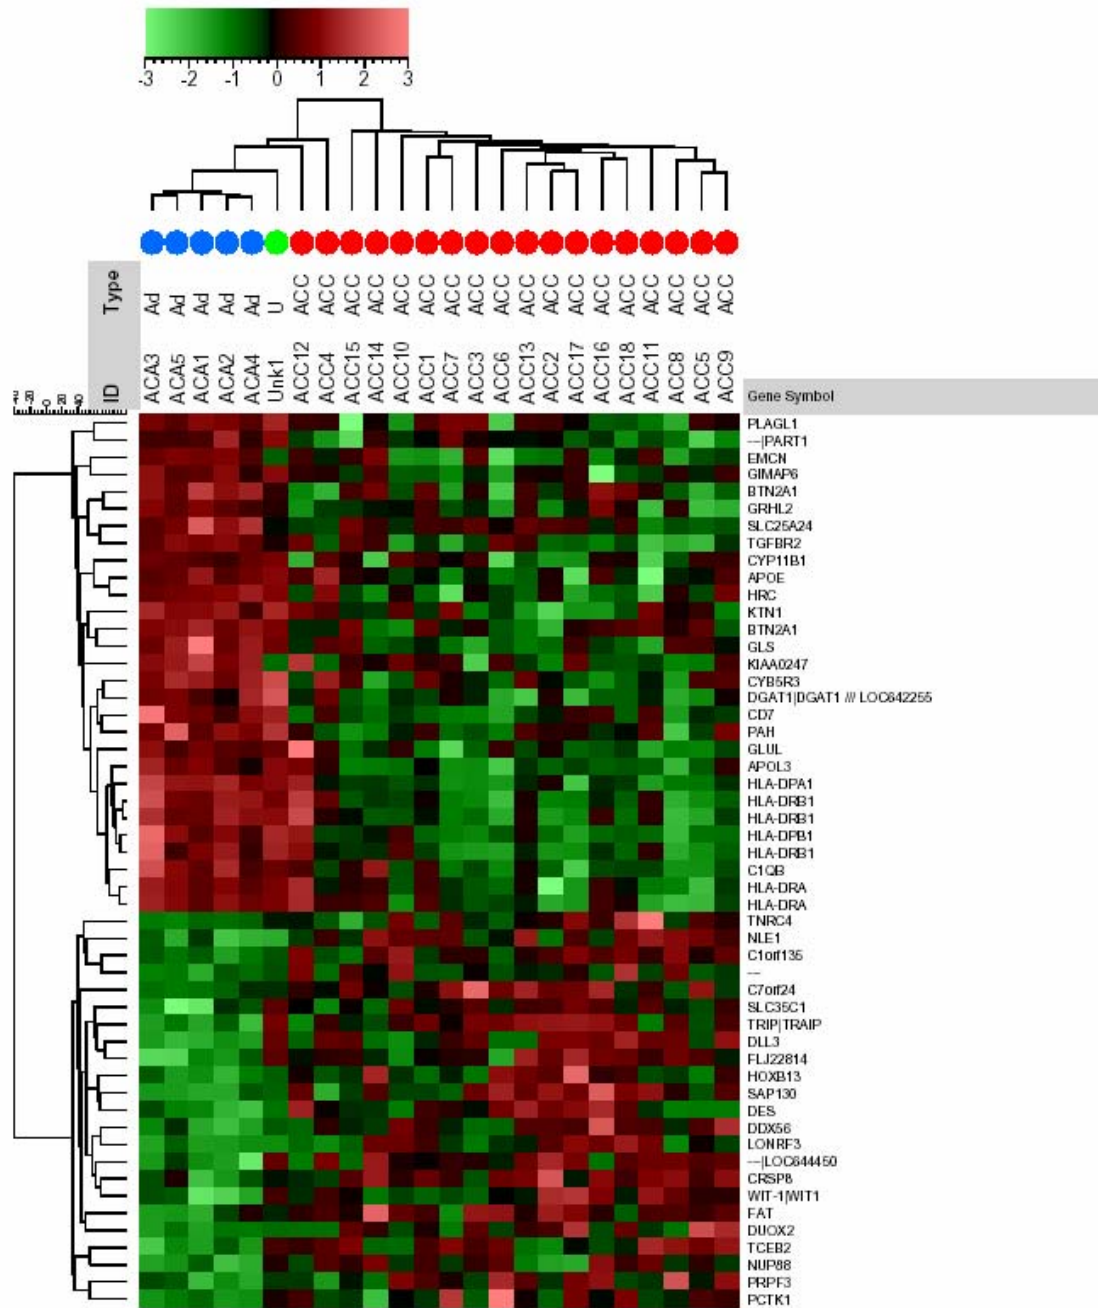 -3 -2 -1 0 1 2 3
Type Ad Ad Ad Ad Ad U ACC ACC ACC ACC ACC ACC ACC ACC ACC ACC ACC ACC ACC ACC ACC ACC ACC ACC
ID ACA3 ACA5 ACA1 ACA2 ACA4 Unk1 ACC12 ACC4 ACC15 ACC14 ACC10 ACC1 ACC7 ACC3 ACC6 ACC13 ACC2 ACC17 ACC16 ACC18 ACC11 ACC8 ACC5 ACC9
-20 0 20 40
Gene Symbol
PLAGL1
---|PART1
EMCN
GIMAP6
BTN2A1
GRHL2
SLC25A24
TGFBR2
CYP11B1
APOE
HRC
KTN1
BTN2A1
GLS
KIAA0247
CYB5R3
DGAT1|DGAT1 /// LOC642255
CD7
PAH
GLUL
APOL3
HLA-DPA1
HLA-DRB1
HLA-DRB1
HLA-DPB1
HLA-DRB1
C1QB
HLA-DRA
HLA-DRA
TNRC4
NLE1
C1orf135
---
C7orf24
SLC35C1
TRIP|TRAIP
DLL3
FLJ22814
HOXB13
SAP130
DES
DDX56
LONRF3
---|LOC644450
CRSP8
WIT-1|WIT1
FAT
DUOX2
TCEB2
NUP88
PRPF3
PCTK1